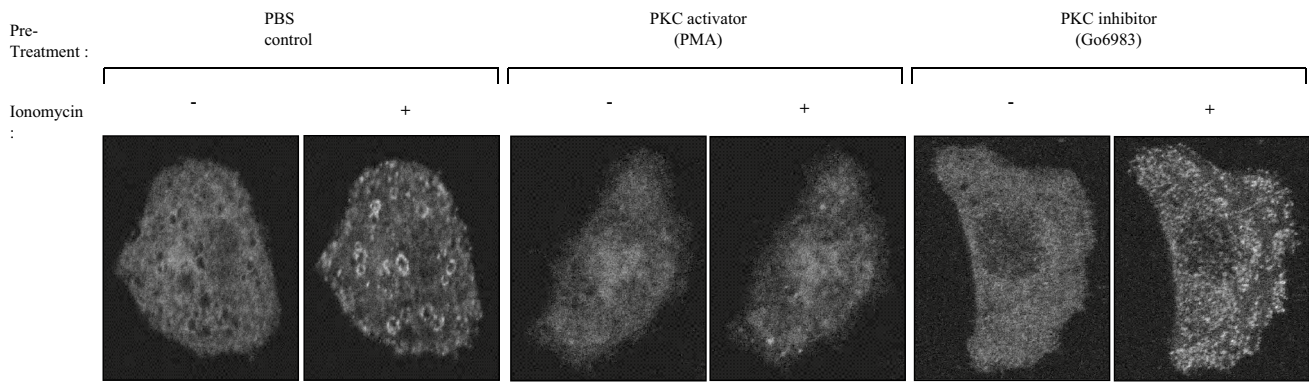 Pre-
Treatment :
PBS
control
PKC activator
(PMA)
PKC inhibitor
(Go6983)
Ionomycin
:
- + - + - +